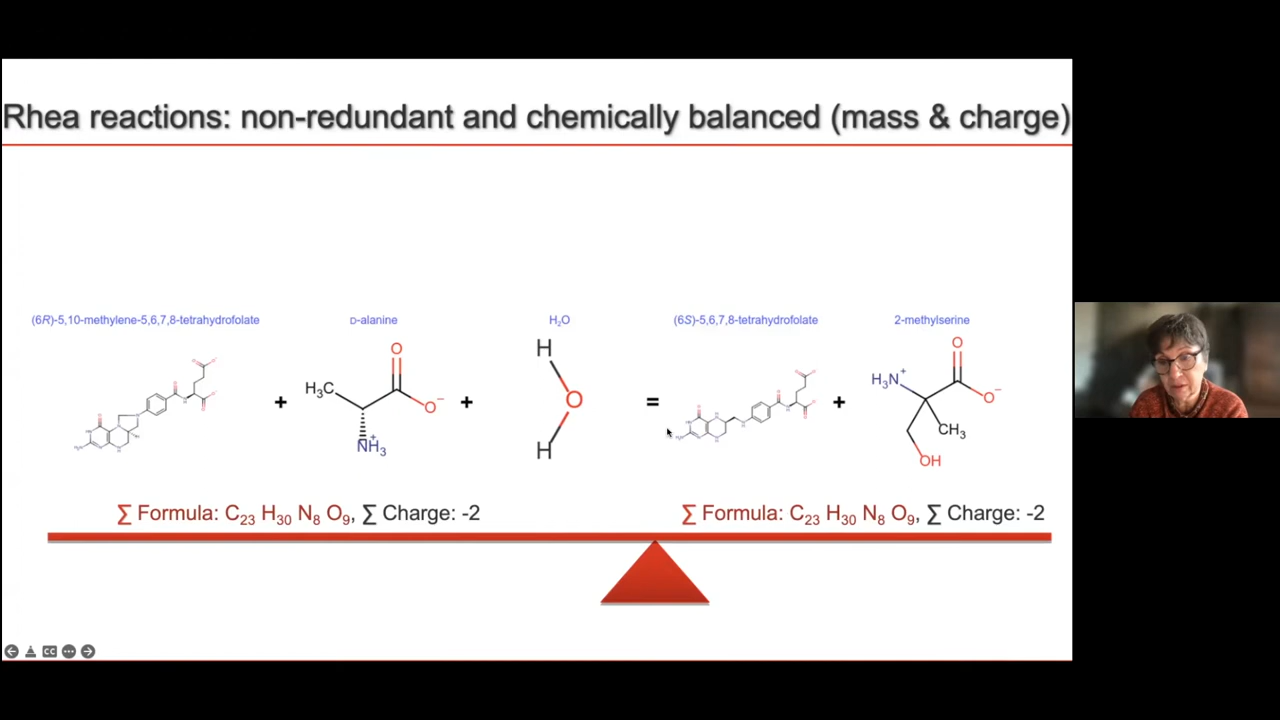 Rhea reactions: non-redundant and chemically balanced (mass & charge)
(6R)-5,10-methylene-5,6,7,8-tetrahydrofolate
D-alanine
H₂O
(6S)-5,6,7,8-tetrahydrofolate
2-methylserine
O
H₃C
O⁻
NH₃⁺
+
+
H
O
H
=
+
O
H₃N⁺
O⁻
CH₃
OH
∑ Formula: C₂₃ H₃₀ N₈ O₉, ∑ Charge: -2
∑ Formula: C₂₃ H₃₀ N₈ O₉, ∑ Charge: -2
CC